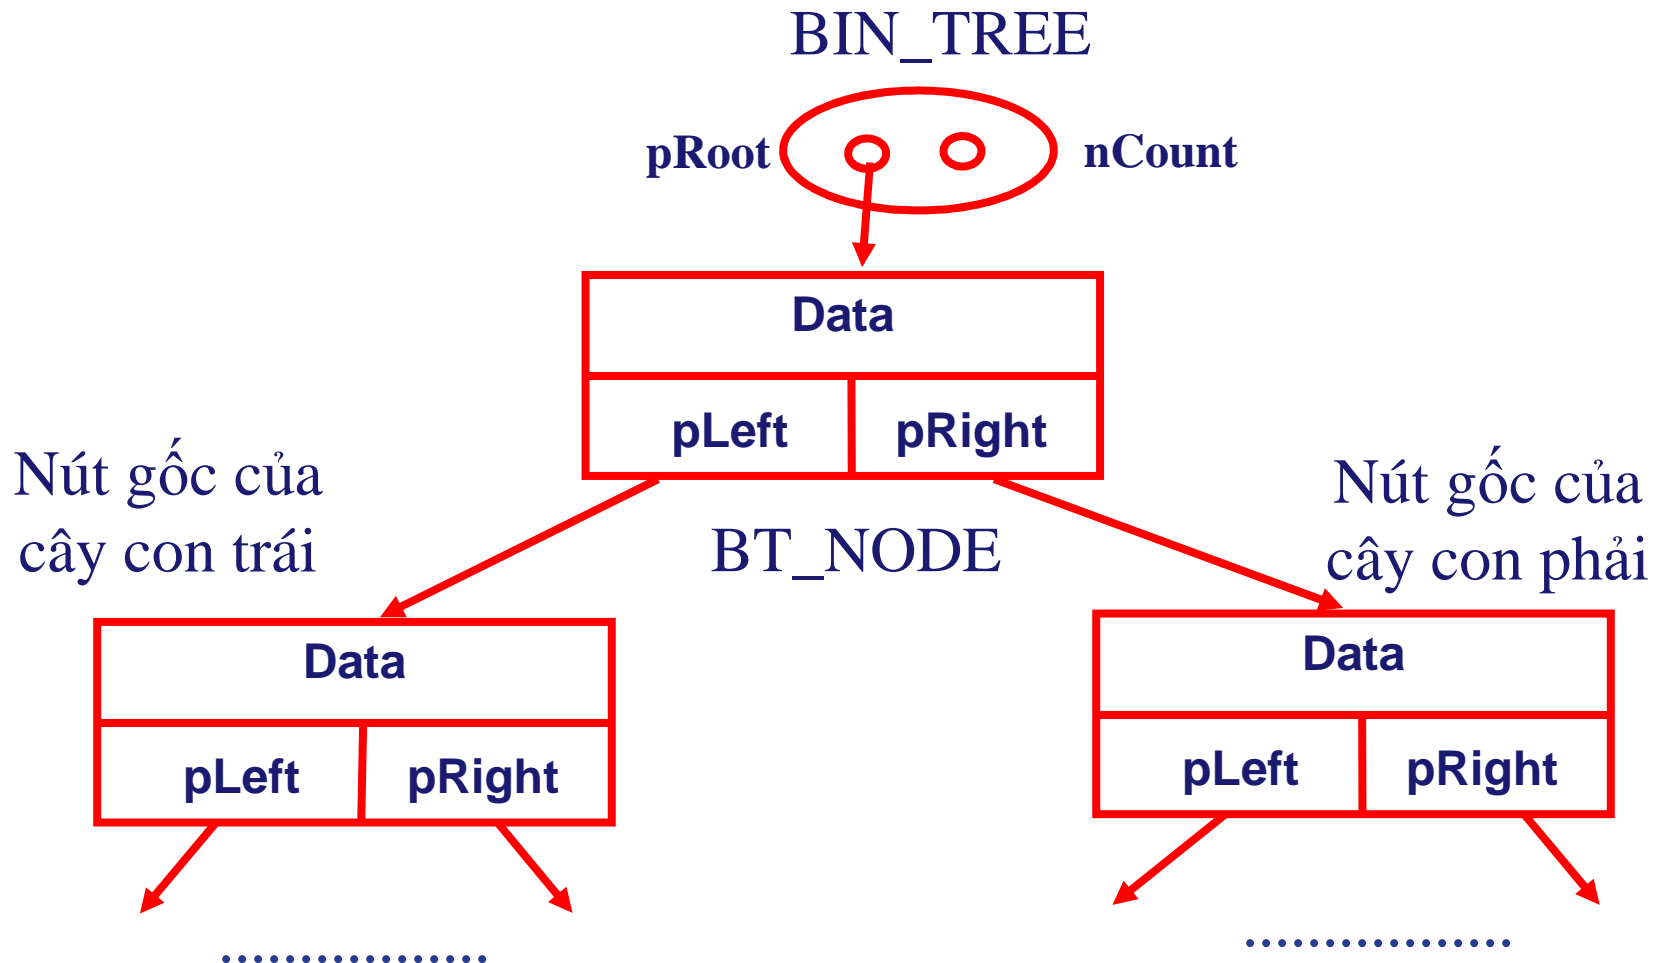 BIN_TREE
pRoot
nCount
Data
pLeft
pRight
Nút gốc của
cây con trái
Nút gốc của
cây con phải
BT_NODE
Data
pLeft
pRight
Data
pLeft
pRight
.................
.................